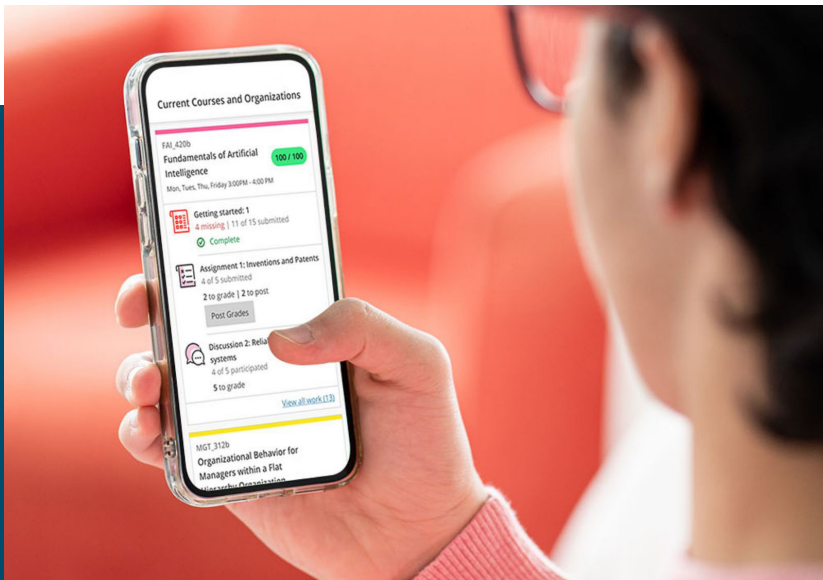 Current Courses and Organizations
FAI_420b
Fundamentals of Artificial
Intelligence
100 / 100
Mon, Tues, Thu, Friday 3:00PM - 4:00 PM
Getting started: 1
4 missing | 11 of 15 submitted
Complete
Assignment 1: Inventions and Patents
4 of 5 submitted
2 to grade | 2 to post
Post Grades
Discussion 2:
systems
4 of 5 participated
5 to grade
View all work (13)
MGT_312b
Organizational Behavior for
Managers within a Flat
Hierarchy Organization